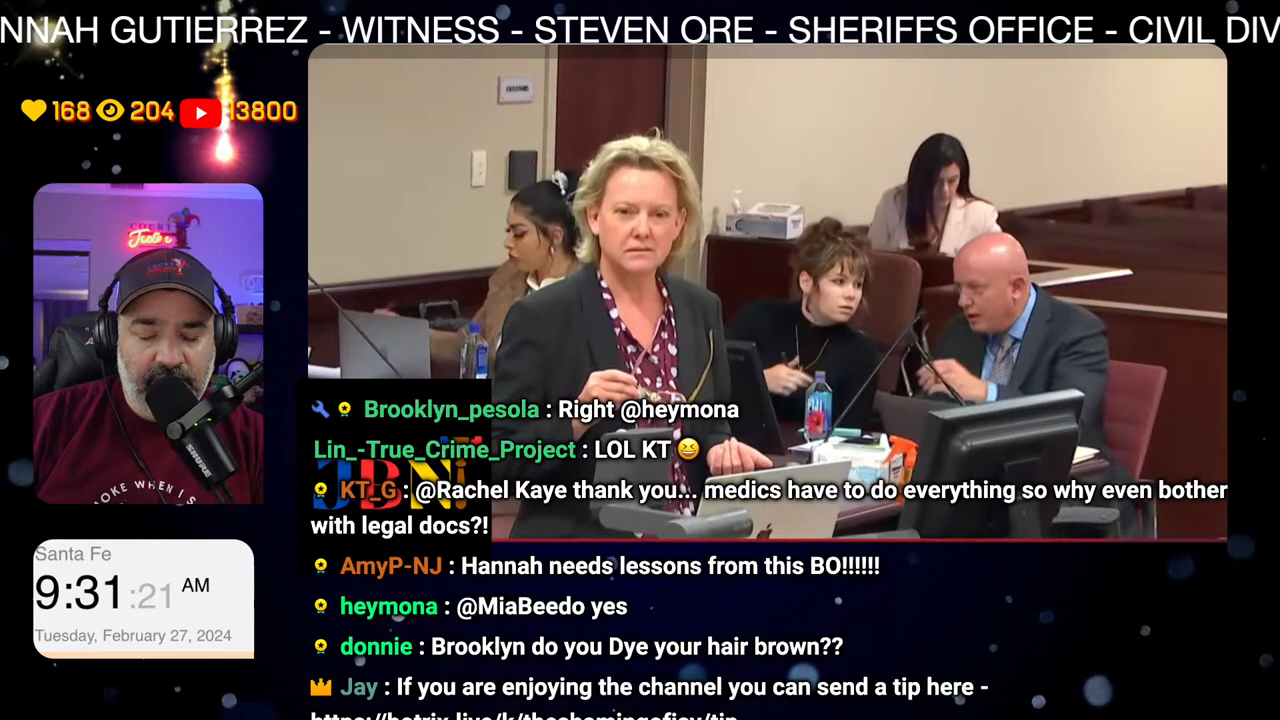 NNAH GUTIERREZ - WITNESS - STEVEN ORE - SHERIFFS OFFICE - CIVIL DIV
168 204 13800
Brooklyn_pesola : Right @heymona
Lin_-True_Crime_Project : LOL KT 😆
KT_G : @Rachel Kaye thank you... medics have to do everything so why even bother
with legal docs?!
AmyP-NJ : Hannah needs lessons from this BO!!!!!!
heymona : @MiaBeedo yes
donnie : Brooklyn do you Dye your hair brown??
Jay : If you are enjoying the channel you can send a tip here -
Santa Fe
9:31:21 AM
Tuesday, February 27, 2024
SHURE
OKE WHEN I S